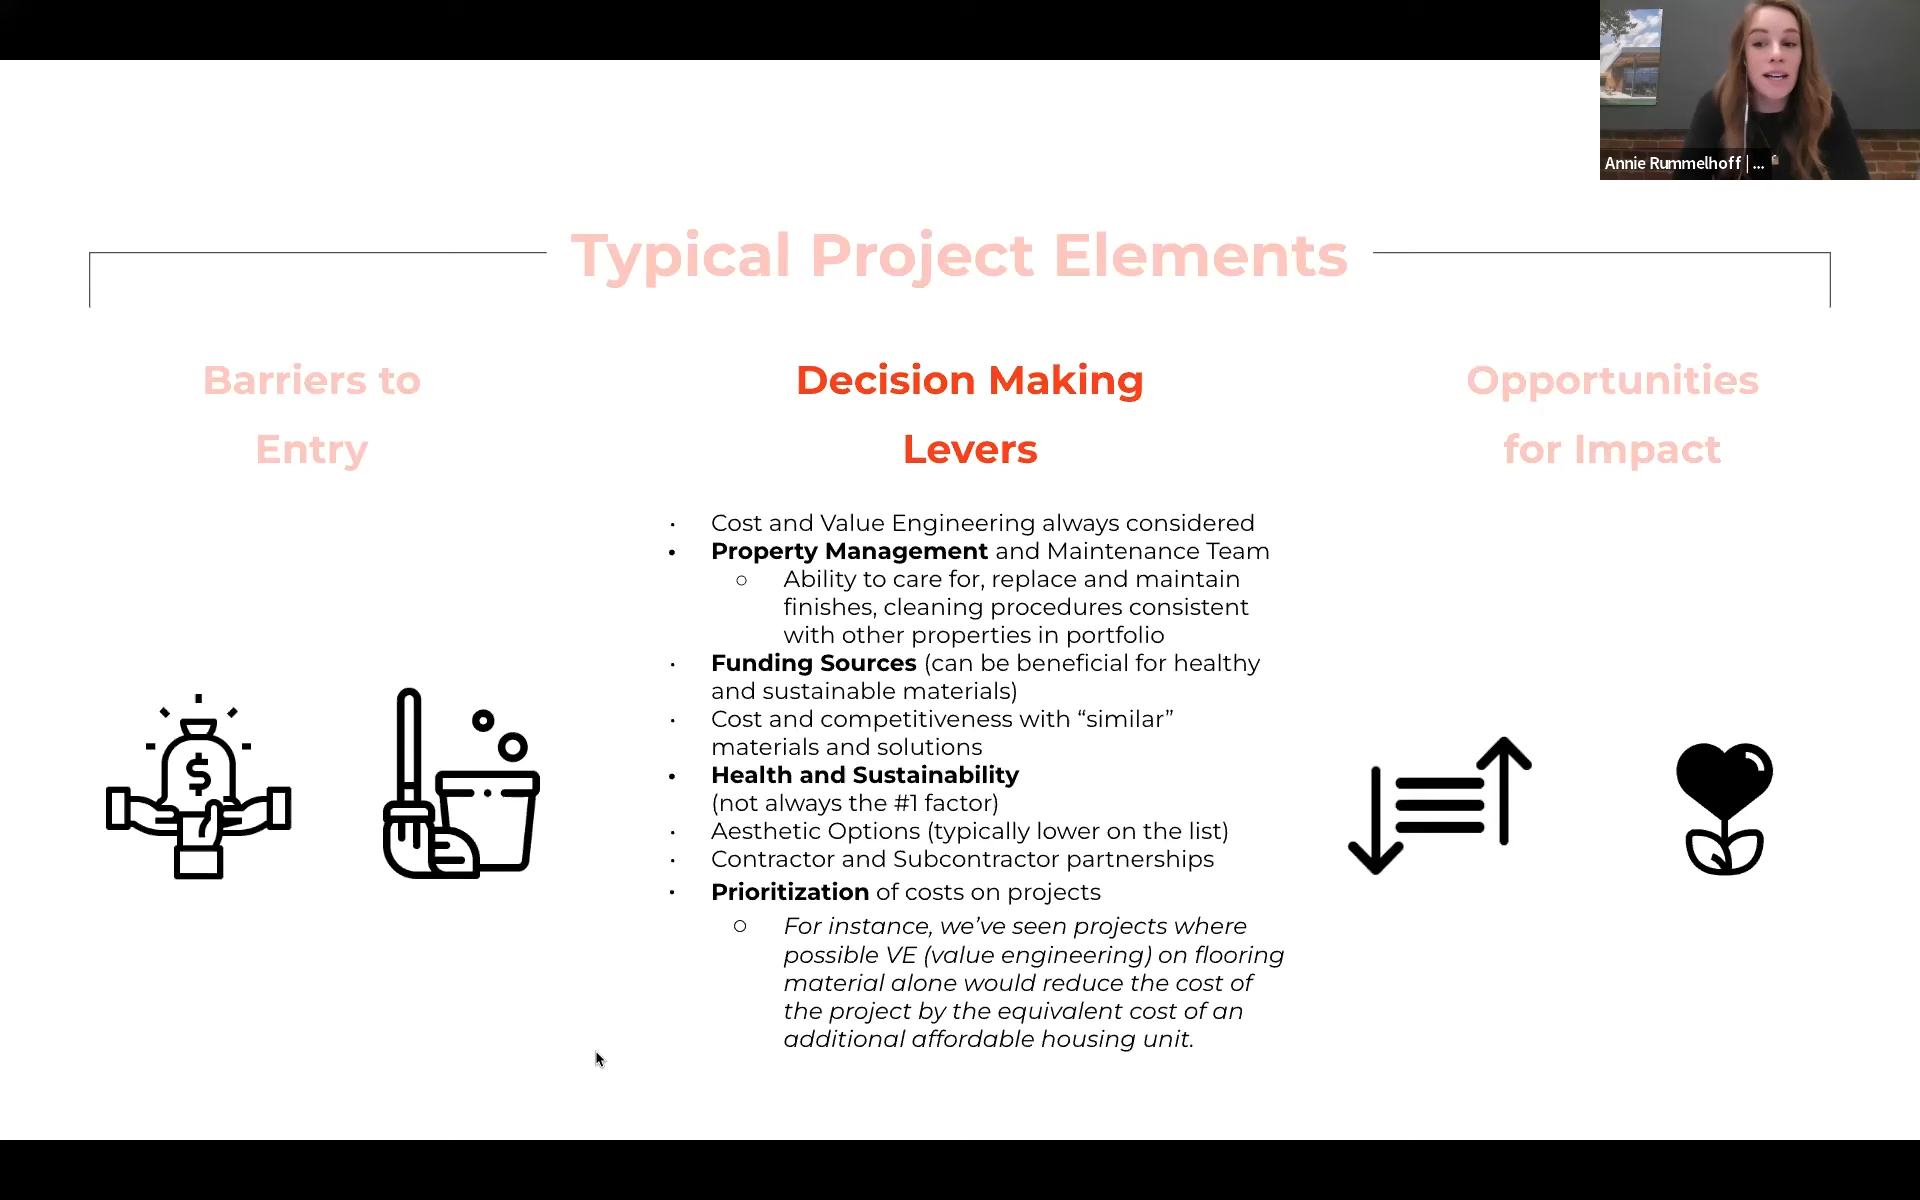 Annie Rummelhoff | ...
Typical Project Elements
Barriers to
Entry
Decision Making
Levers
Opportunities
for Impact
• Cost and Value Engineering always considered
• Property Management and Maintenance Team
○ Ability to care for, replace and maintain
finishes, cleaning procedures consistent
with other properties in portfolio
• Funding Sources (can be beneficial for healthy
and sustainable materials)
• Cost and competitiveness with “similar”
materials and solutions
• Health and Sustainability
(not always the #1 factor)
• Aesthetic Options (typically lower on the list)
• Contractor and Subcontractor partnerships
• Prioritization of costs on projects
○ For instance, we’ve seen projects where
possible VE (value engineering) on flooring
material alone would reduce the cost of
the project by the equivalent cost of an
additional affordable housing unit.
$